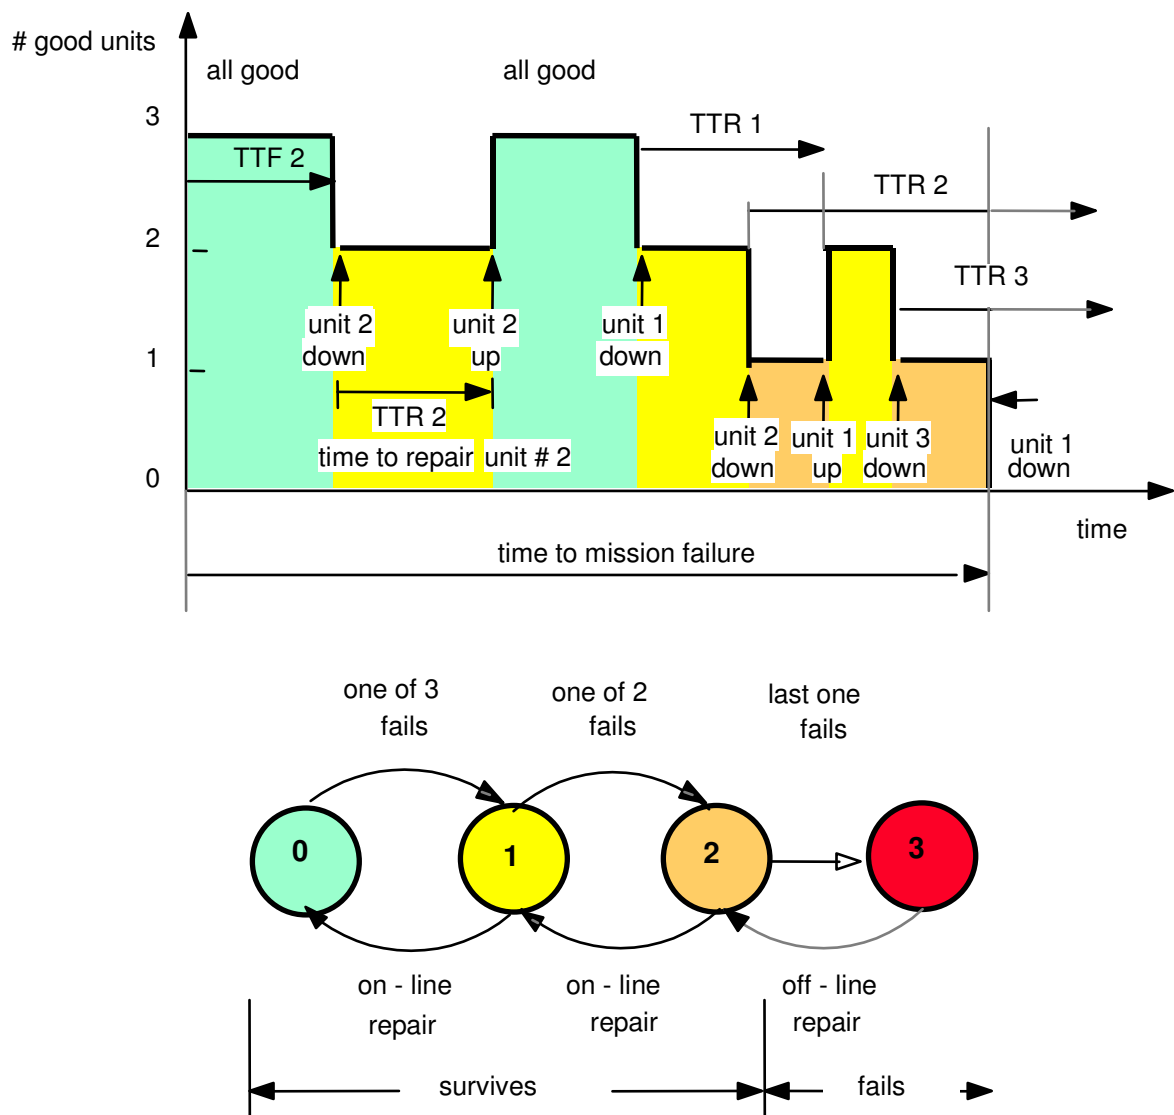 # good units
all good
all good
3
TTR 1
TTF 2
TTR 2
2
TTR 3
unit 2
down
unit 2
up
unit 1
down
1
TTR 2
time to repair
unit # 2
unit 2
down
unit 1
up
unit 3
down
unit 1
down
0
time
time to mission failure
one of 3
fails
one of 2
fails
last one
fails
0
1
2
3
on - line
repair
on - line
repair
off - line
repair
survives
fails